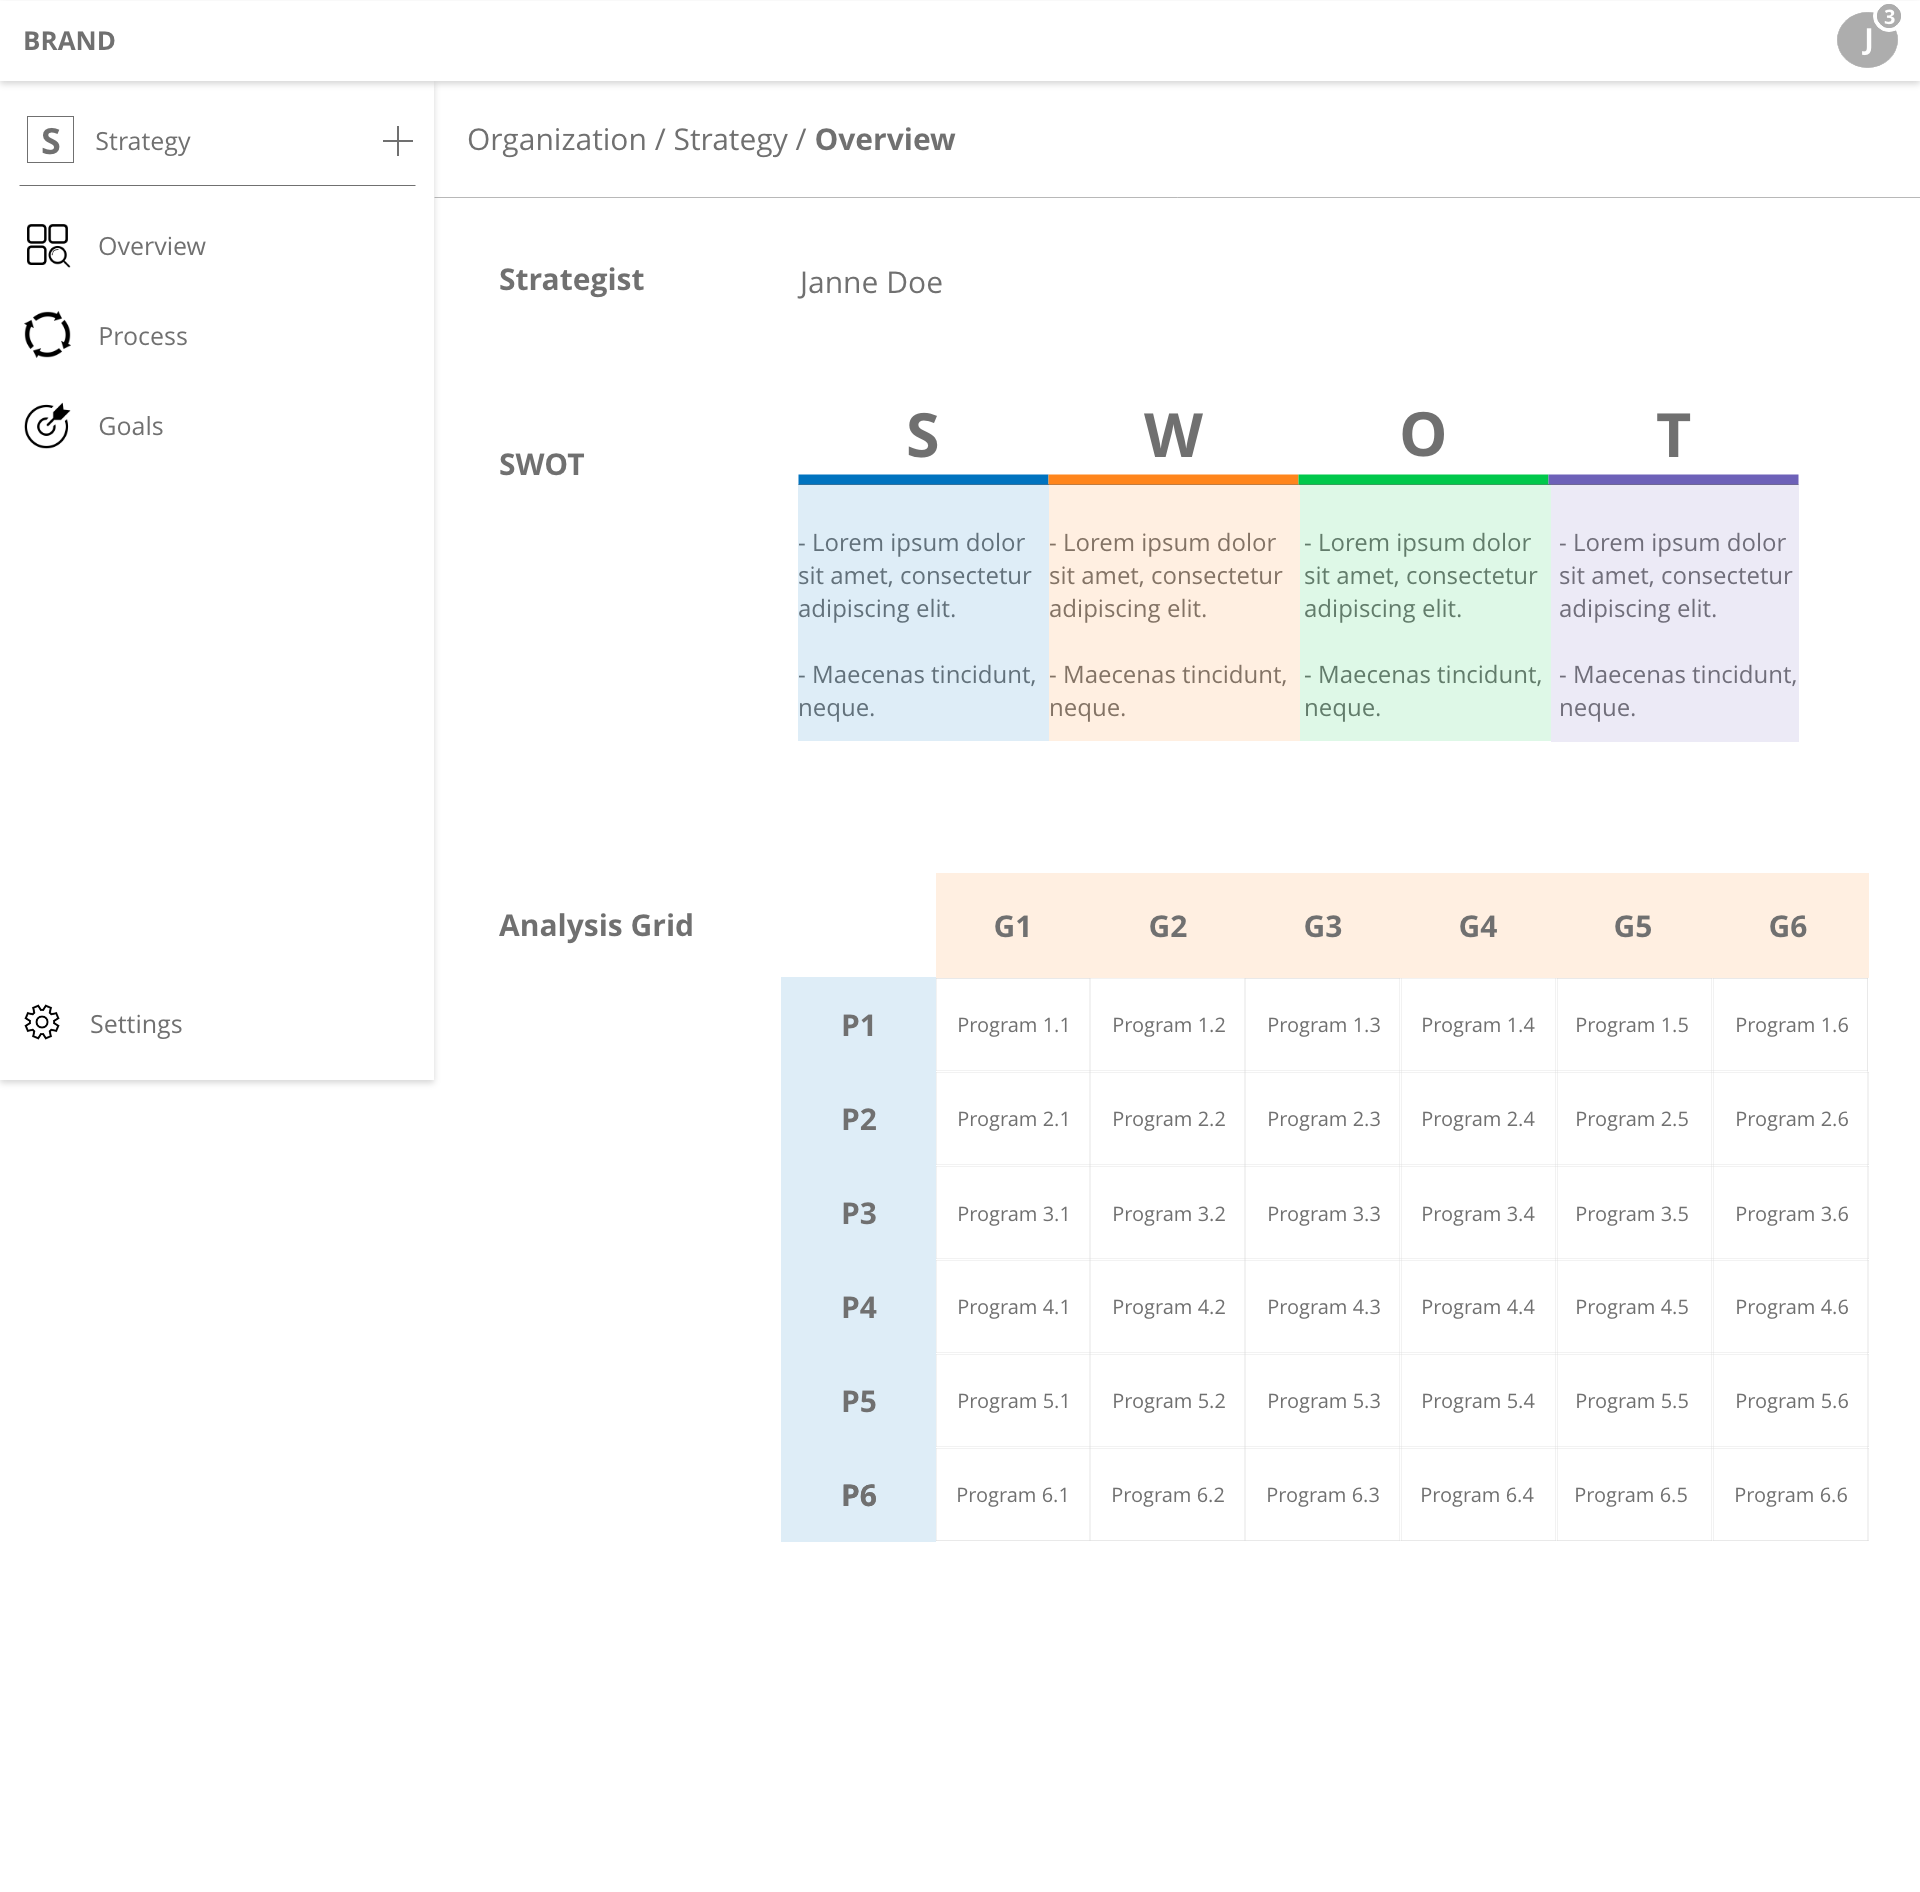 BRAND
J
3
S
Strategy
Organization / Strategy / Overview
Overview
Process
Goals
Settings
Strategist
Janne Doe
SWOT
S W O T
- Lorem ipsum dolor
sit amet, consectetur
adipiscing elit.
- Maecenas tincidunt,
neque.
- Lorem ipsum dolor
sit amet, consectetur
adipiscing elit.
- Maecenas tincidunt,
neque.
- Lorem ipsum dolor
sit amet, consectetur
adipiscing elit.
- Maecenas tincidunt,
neque.
- Lorem ipsum dolor
sit amet, consectetur
adipiscing elit.
- Maecenas tincidunt,
neque.
Analysis Grid
G1 G2 G3 G4 G5 G6
P1 Program 1.1 Program 1.2 Program 1.3 Program 1.4 Program 1.5 Program 1.6
P2 Program 2.1 Program 2.2 Program 2.3 Program 2.4 Program 2.5 Program 2.6
P3 Program 3.1 Program 3.2 Program 3.3 Program 3.4 Program 3.5 Program 3.6
P4 Program 4.1 Program 4.2 Program 4.3 Program 4.4 Program 4.5 Program 4.6
P5 Program 5.1 Program 5.2 Program 5.3 Program 5.4 Program 5.5 Program 5.6
P6 Program 6.1 Program 6.2 Program 6.3 Program 6.4 Program 6.5 Program 6.6